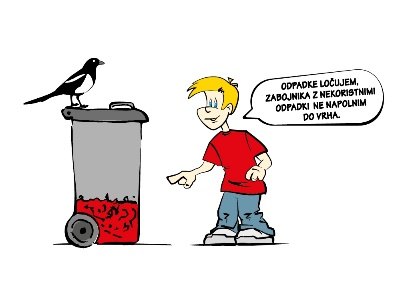 ODPADKE LOČUJEM,
ZABOJNIKA Z NEKORISTNIMI
ODPADKI NE NAPOLNIM
DO VRHA.